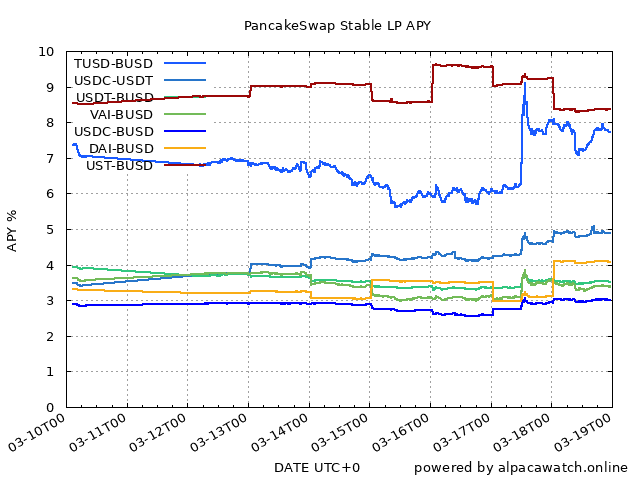 PancakeSwap Stable LP APY
10
9
8
7
6
5
4
3
2
1
0
APY %
TUSD-BUSD
USDC-USDT
USDT-BUSD
VAI-BUSD
USDC-BUSD
DAI-BUSD
UST-BUSD
03-10T00
03-11T00
03-12T00
03-13T00
03-14T00
03-15T00
03-16T00
03-17T00
03-18T00
03-19T00
DATE UTC+0
powered by alpacawatch.online